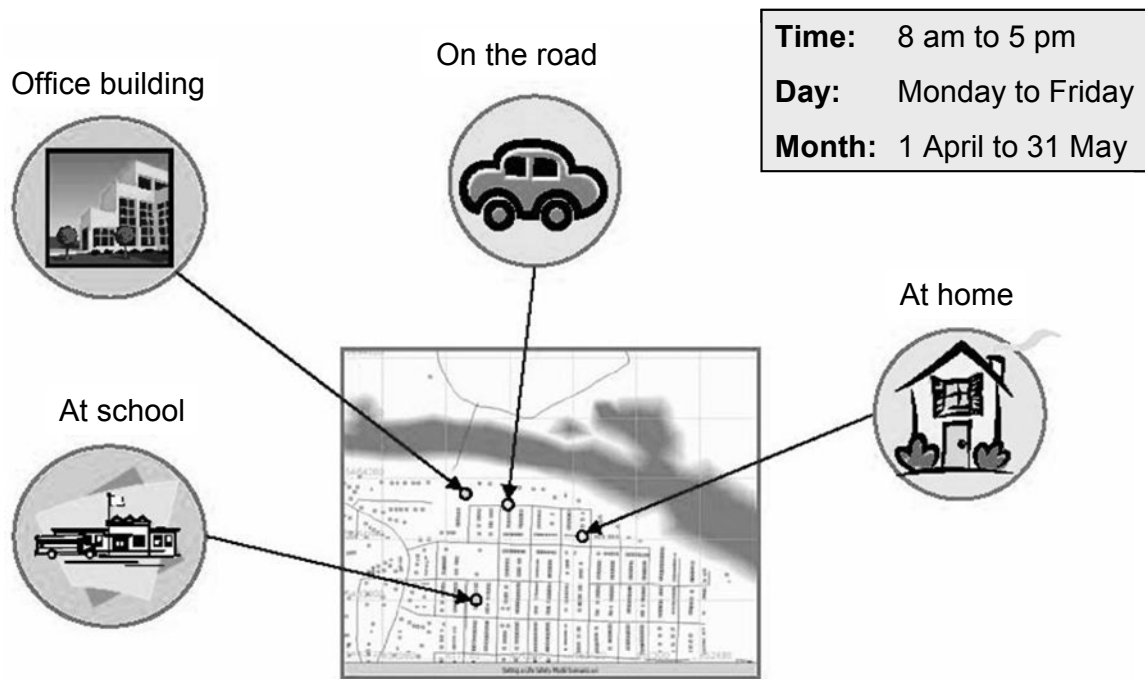 On the road
Office building
Time: 8 am to 5 pm
Day: Monday to Friday
Month: 1 April to 31 May
At home
At school